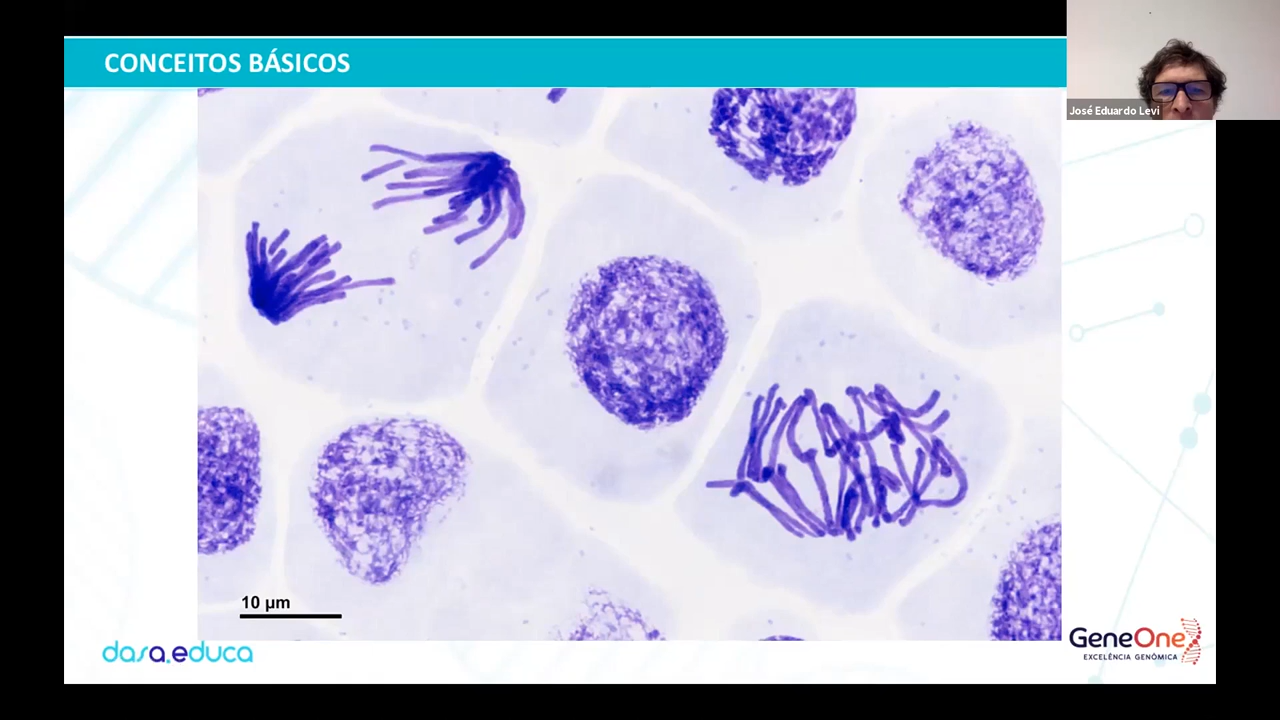 CONCEITOS BÁSICOS
José Eduardo Levi
10 µm
dasa.educa
GeneOne
EXCELÊNCIA GENÔMICA